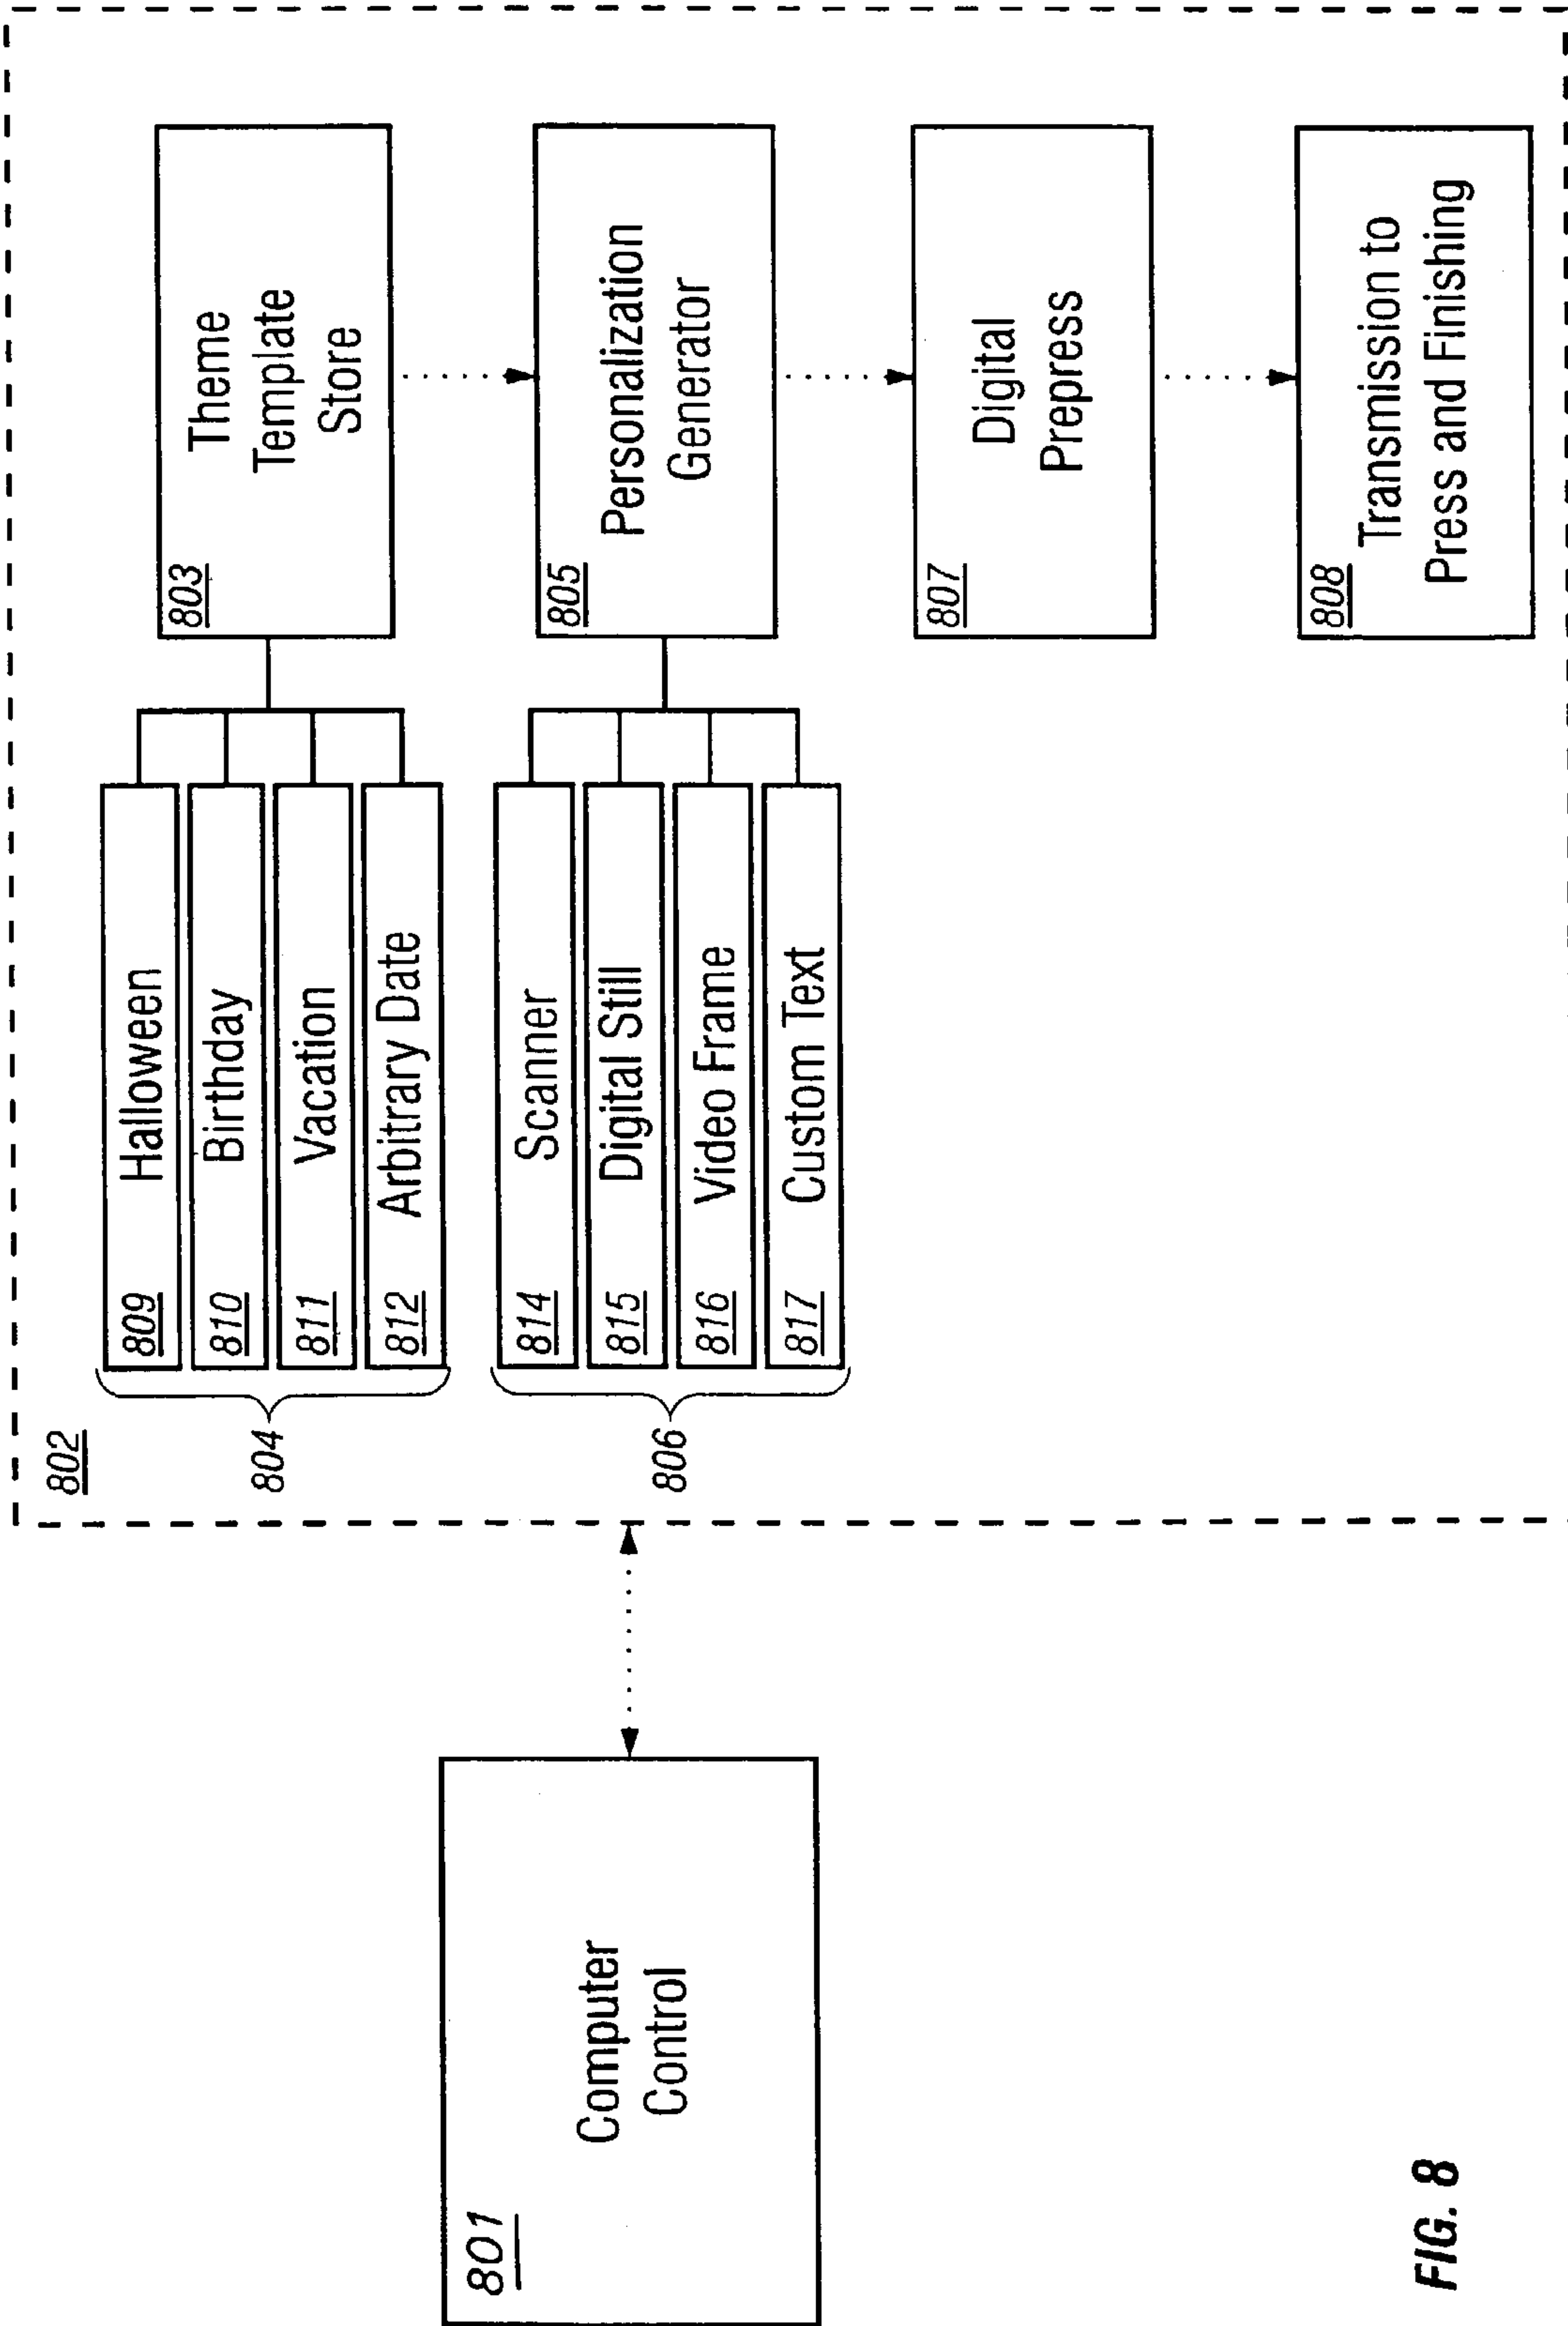 802
804
809 Halloween
810 Birthday
811 Vacation
812 Arbitrary Date
803
Theme
Template
Store
806
814 Scanner
815 Digital Still
816 Video Frame
817 Custom Text
805
Personalization
Generator
807
Digital
Prepress
808
Transmission to
Press and Finishing
801
Computer
Control
FIG. 8